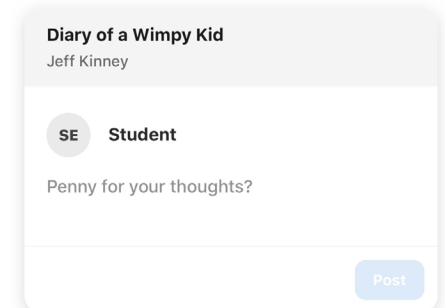 Diary of a Wimpy Kid
Jeff Kinney
SE Student
Penny for your thoughts?
Post